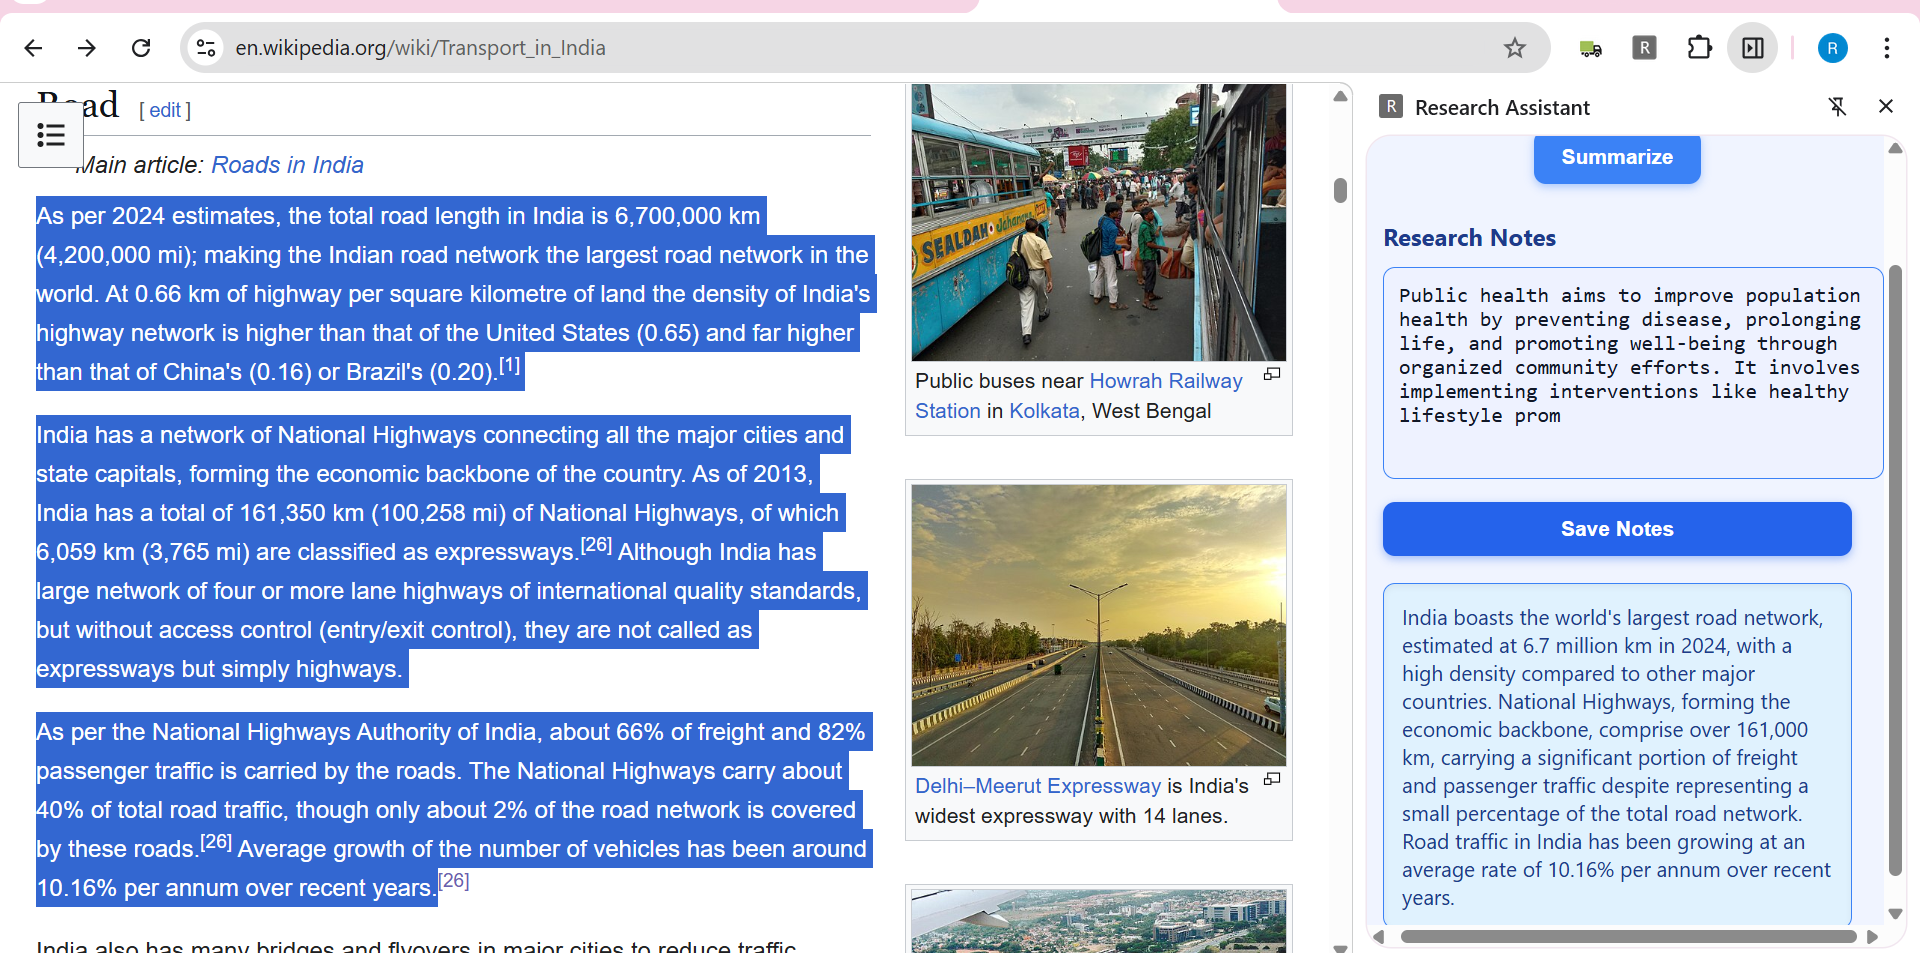 en.wikipedia.org/wiki/Transport_in_India
R
R
Road [ edit ]
Main article: Roads in India
As per 2024 estimates, the total road length in India is 6,700,000 km
(4,200,000 mi); making the Indian road network the largest road network in the
world. At 0.66 km of highway per square kilometre of land the density of India's
highway network is higher than that of the United States (0.65) and far higher
than that of China's (0.16) or Brazil's (0.20).[1]
India has a network of National Highways connecting all the major cities and
state capitals, forming the economic backbone of the country. As of 2013,
India has a total of 161,350 km (100,258 mi) of National Highways, of which
6,059 km (3,765 mi) are classified as expressways.[26] Although India has
large network of four or more lane highways of international quality standards,
but without access control (entry/exit control), they are not called as
expressways but simply highways.
As per the National Highways Authority of India, about 66% of freight and 82%
passenger traffic is carried by the roads. The National Highways carry about
40% of total road traffic, though only about 2% of the road network is covered
by these roads.[26] Average growth of the number of vehicles has been around
10.16% per annum over recent years.[26]
India also has many bridges and flyovers in major cities to reduce traffic
SEALDAH
Public buses near Howrah Railway
Station in Kolkata, West Bengal
Delhi–Meerut Expressway is India's
widest expressway with 14 lanes.
R Research Assistant
Summarize
Research Notes
Public health aims to improve population
health by preventing disease, prolonging
life, and promoting well-being through
organized community efforts. It involves
implementing interventions like healthy
lifestyle prom
Save Notes
India boasts the world's largest road network,
estimated at 6.7 million km in 2024, with a
high density compared to other major
countries. National Highways, forming the
economic backbone, comprise over 161,000
km, carrying a significant portion of freight
and passenger traffic despite representing a
small percentage of the total road network.
Road traffic in India has been growing at an
average rate of 10.16% per annum over recent
years.